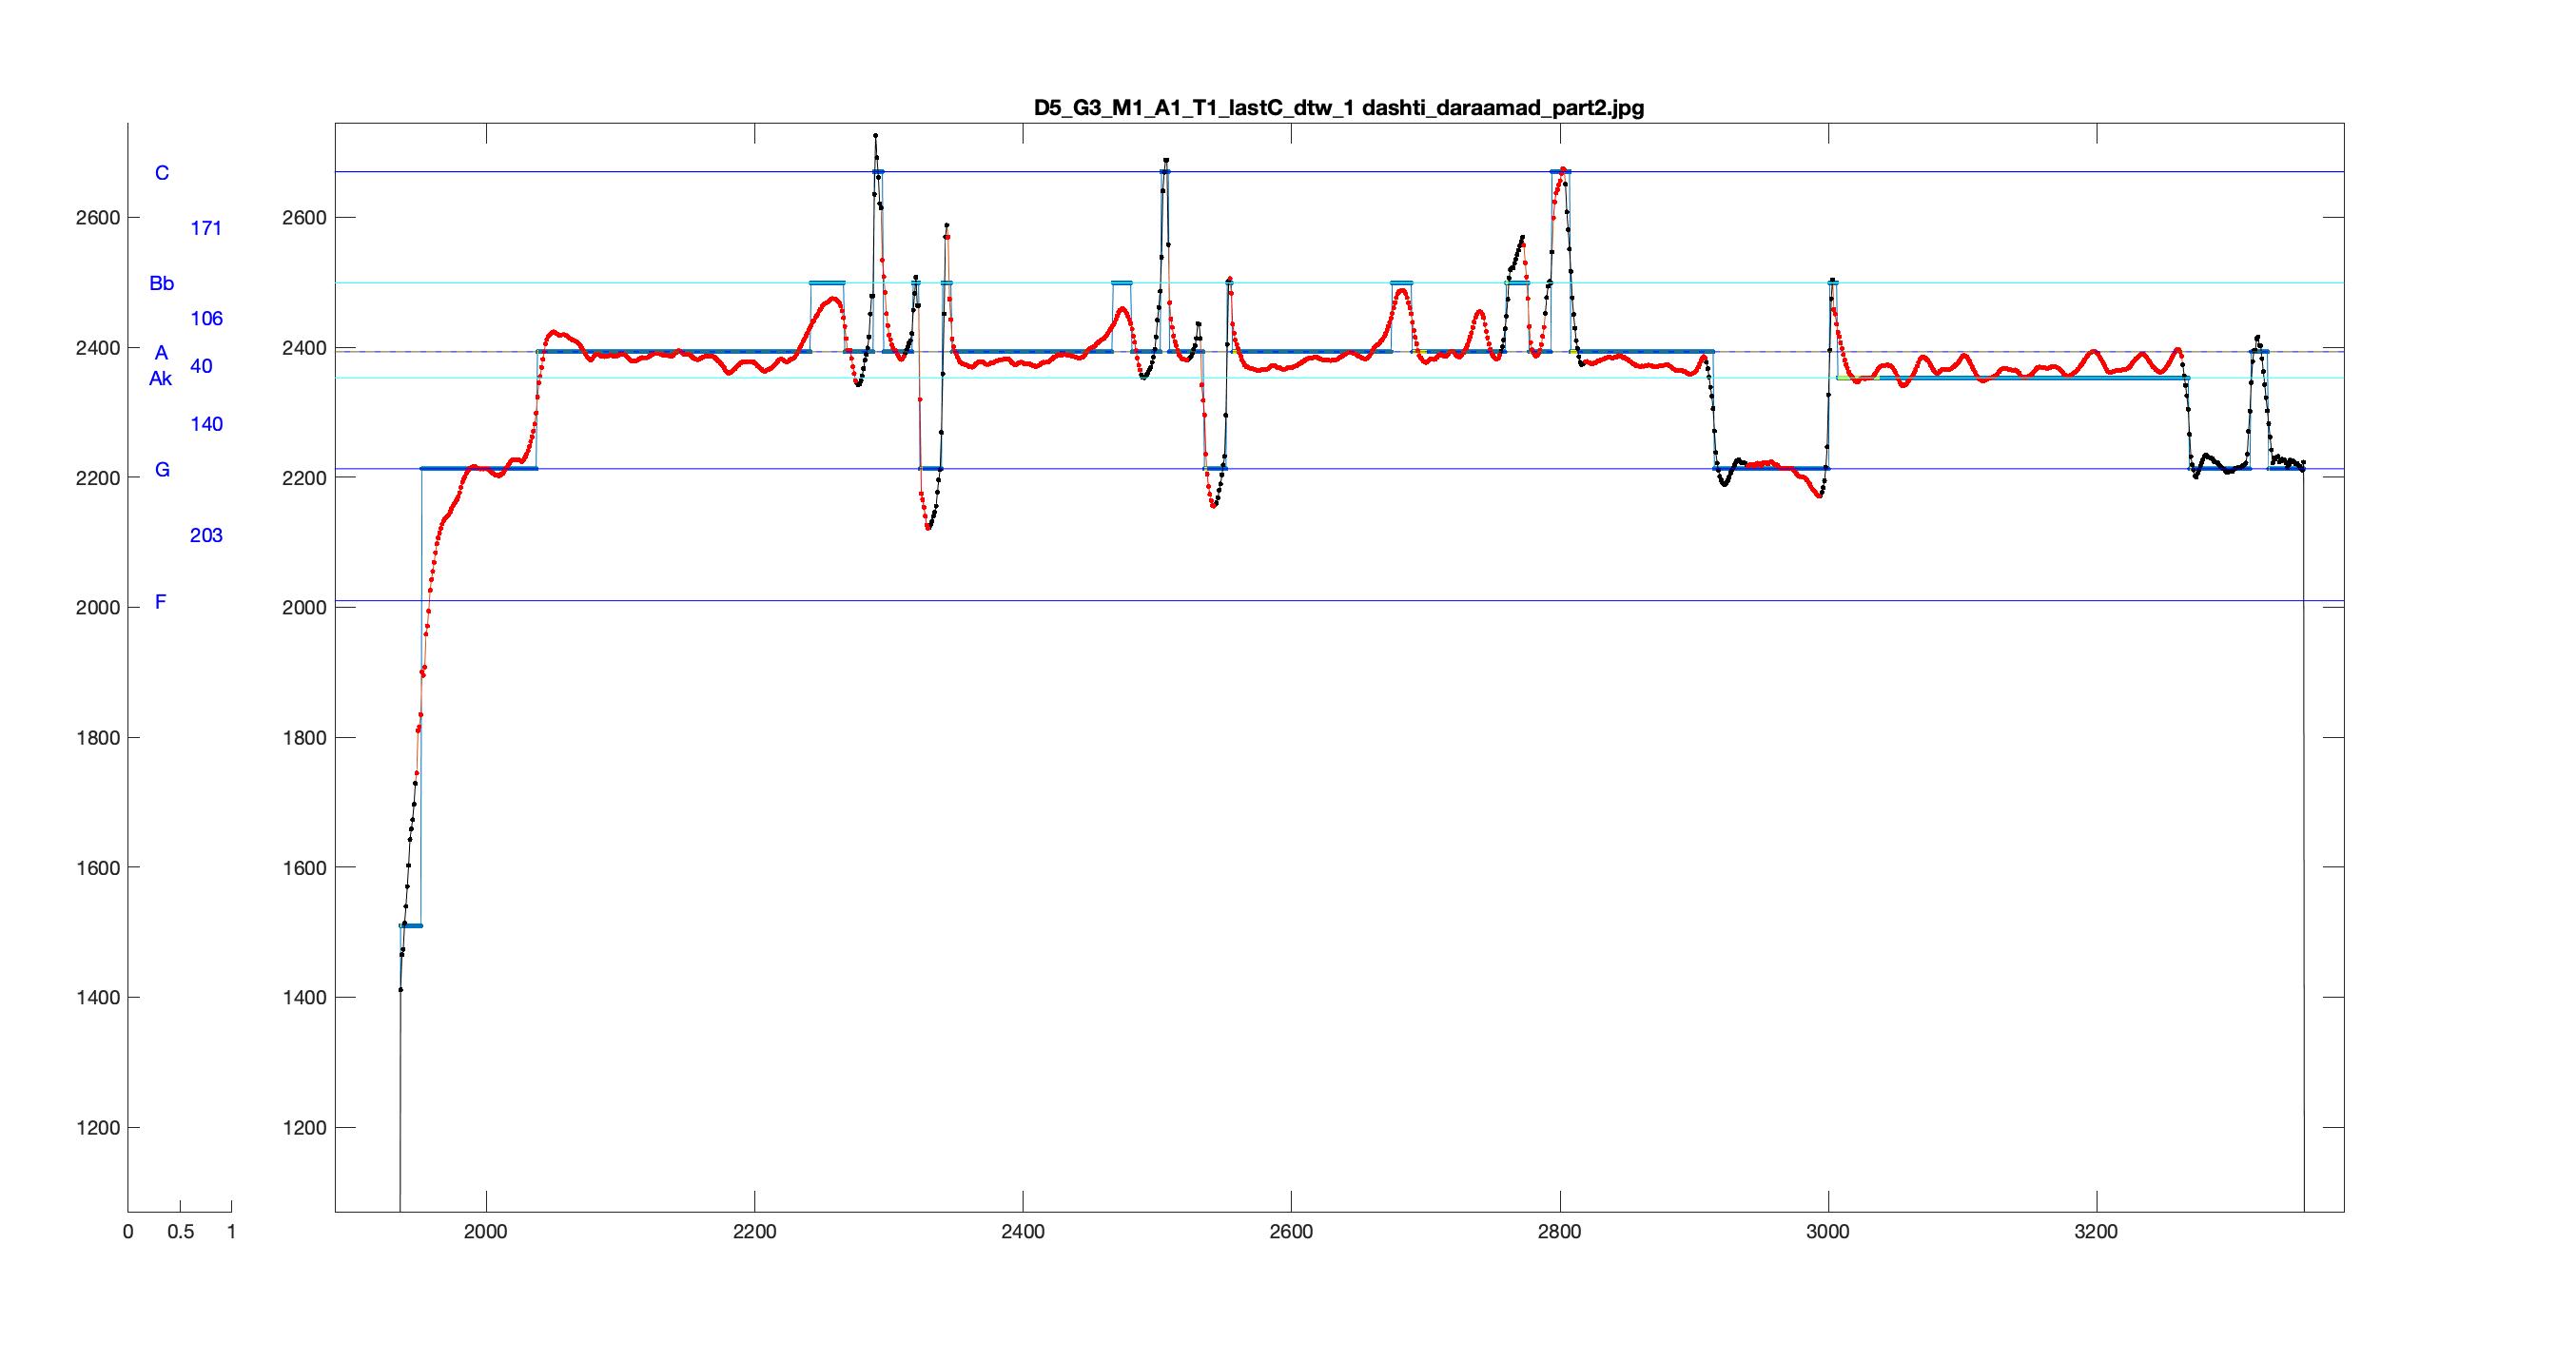 D5_G3_M1_A1_T1_lastC_dtw_1 dashti_daraamad_part2.jpg
C
2600 2600
171
Bb
106
2400 A 2400
40
Ak
140
G
2200 2200
203
2000 F 2000
1800 1800
1600 1600
1400 1400
1200 1200
0 0.5 1 2000 2200 2400 2600 2800 3000 3200